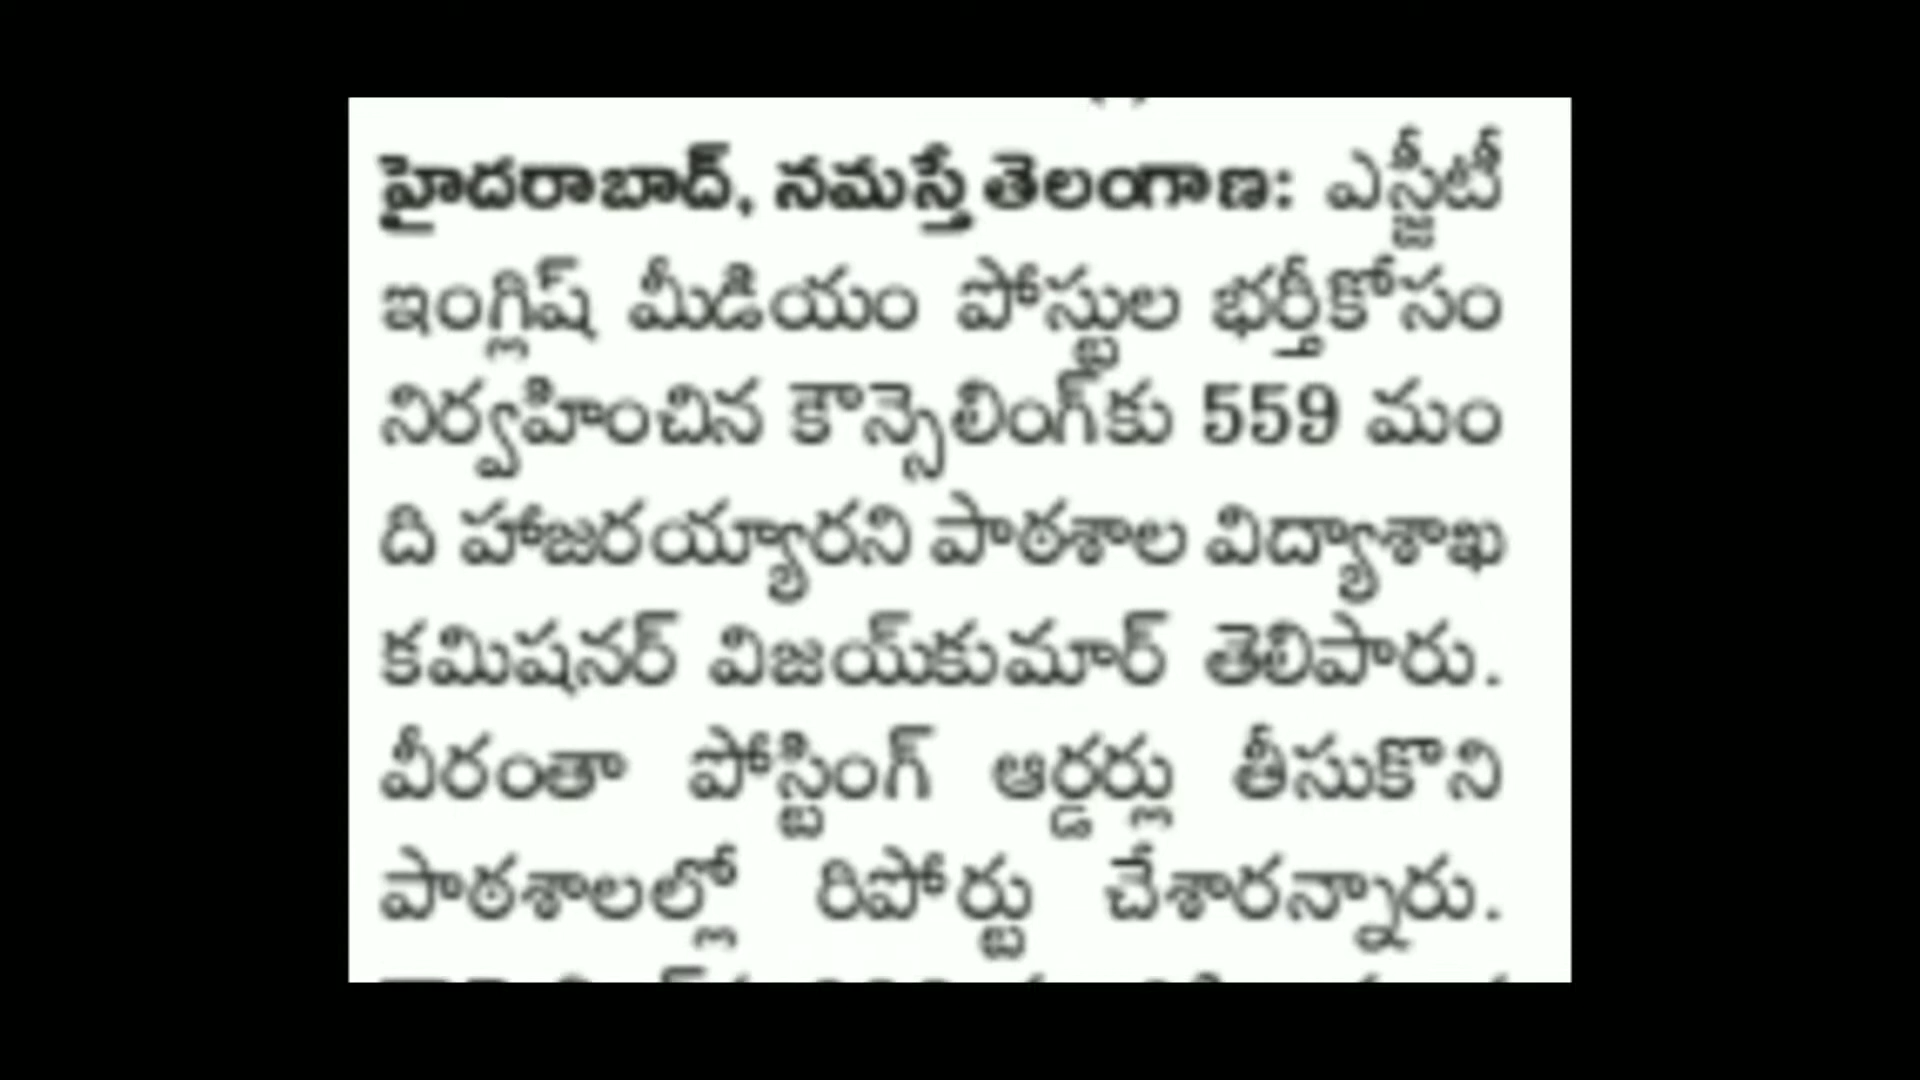 హైదరాబాద్, నమస్తే తెలంగాణ: ఎస్జీటీ
ఇంగ్లిష్ మీడియం పోస్టుల భర్తీకోసం
నిర్వహించిన కౌన్సెలింగ్‌కు 559 మం
ది హాజరయ్యారని పాఠశాల విద్యాశాఖ
కమిషనర్ విజయ్‌కుమార్ తెలిపారు.
వీరంతా పోస్టింగ్ ఆర్డర్లు తీసుకొని
పాఠశాలల్లో రిపోర్టు చేశారన్నారు.